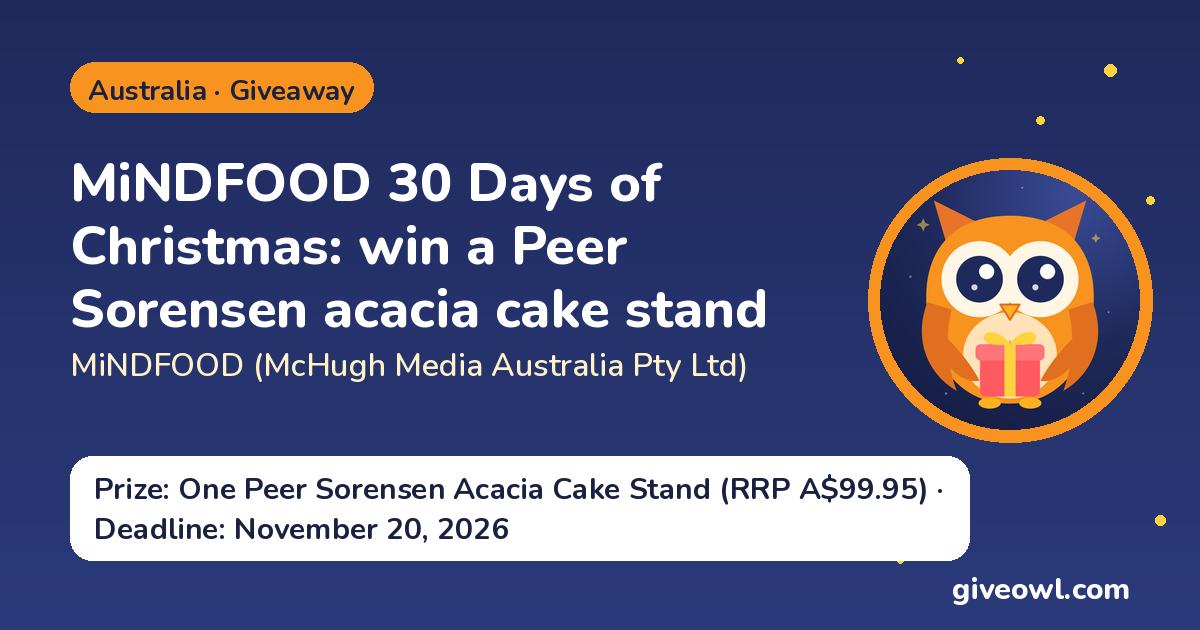 Australia · Giveaway
MiNDFOOD 30 Days of
Christmas: win a Peer
Sorensen acacia cake stand
MiNDFOOD (McHugh Media Australia Pty Ltd)
Prize: One Peer Sorensen Acacia Cake Stand (RRP A$99.95) ·
Deadline: November 20, 2026
giveowl.com